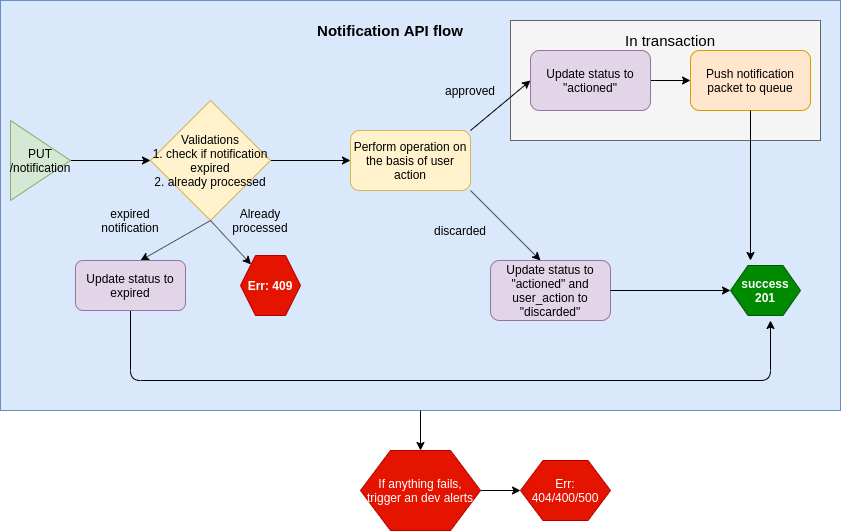 Notification API flow
In transaction
Update status to
"actioned"
Push notification
packet to queue
approved
PUT
/notification
Validations
1. check if notification
expired
2. already processed
Perform operation on
the basis of user
action
expired
notification
Already
processed
discarded
Update status to
expired
Err: 409
Update status to
"actioned" and
user_action to
"discarded"
success
201
If anything fails,
trigger an dev alerts
Err:
404/400/500